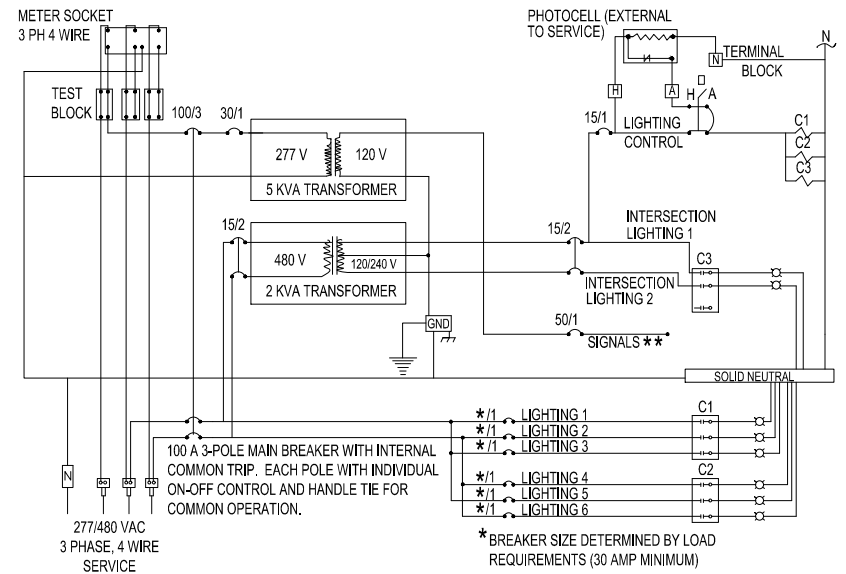 METER SOCKET
3 PH 4 WIRE
PHOTOCELL (EXTERNAL
TO SERVICE)
N
N
TERMINAL
BLOCK
TEST
BLOCK
H
A
H
A
100/3
30/1
15/1
LIGHTING
CONTROL
C1
C2
C3
277 V
120 V
5 KVA TRANSFORMER
15/2
480 V
120/240 V
2 KVA TRANSFORMER
15/2
INTERSECTION
LIGHTING 1
C3
INTERSECTION
LIGHTING 2
GND
50/1
SIGNALS **
SOLID NEUTRAL
*/1 LIGHTING 1
*/1 LIGHTING 2
*/1 LIGHTING 3
C1
*/1 LIGHTING 4
*/1 LIGHTING 5
*/1 LIGHTING 6
C2
100 A 3-POLE MAIN BREAKER WITH INTERNAL
COMMON TRIP. EACH POLE WITH INDIVIDUAL
ON-OFF CONTROL AND HANDLE TIE FOR
COMMON OPERATION.
N
277/480 VAC
3 PHASE, 4 WIRE
SERVICE
* BREAKER SIZE DETERMINED BY LOAD
REQUIREMENTS (30 AMP MINIMUM)